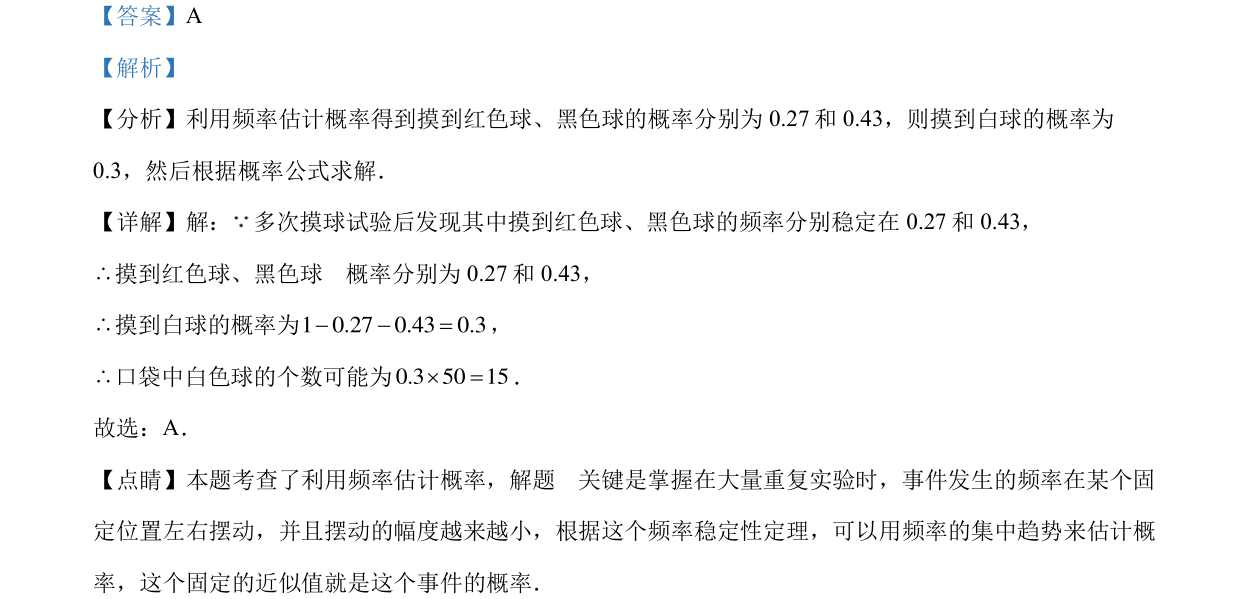 【答案】A
【解析】
【分析】利用频率估计概率得到摸到红色球、黑色球的概率分别为 0.27 和 0.43，则摸到白球的概率为
0.3，然后根据概率公式求解．
【详解】解：∵多次摸球试验后发现其中摸到红色球、黑色球的频率分别稳定在 0.27 和 0.43，
∴摸到红色球、黑色球　概率分别为 0.27 和 0.43，
∴摸到白球的概率为1−0.27−0.43=0.3，
∴口袋中白色球的个数可能为0.3×50=15．
故选：A．
【点睛】本题考查了利用频率估计概率，解题　关键是掌握在大量重复实验时，事件发生的频率在某个固
定位置左右摆动，并且摆动的幅度越来越小，根据这个频率稳定性定理，可以用频率的集中趋势来估计概
率，这个固定的近似值就是这个事件的概率．